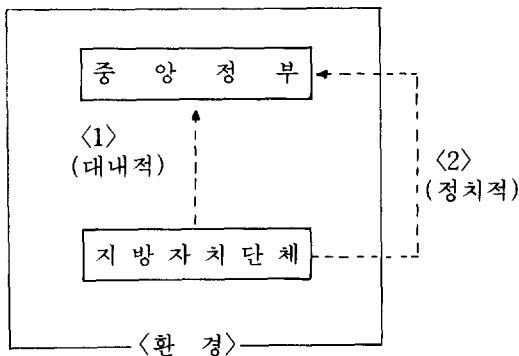 중 앙 정 부
〈1〉
(대내적)
〈2〉
(정치적)
지 방 자 치 단 체
〈환 경〉